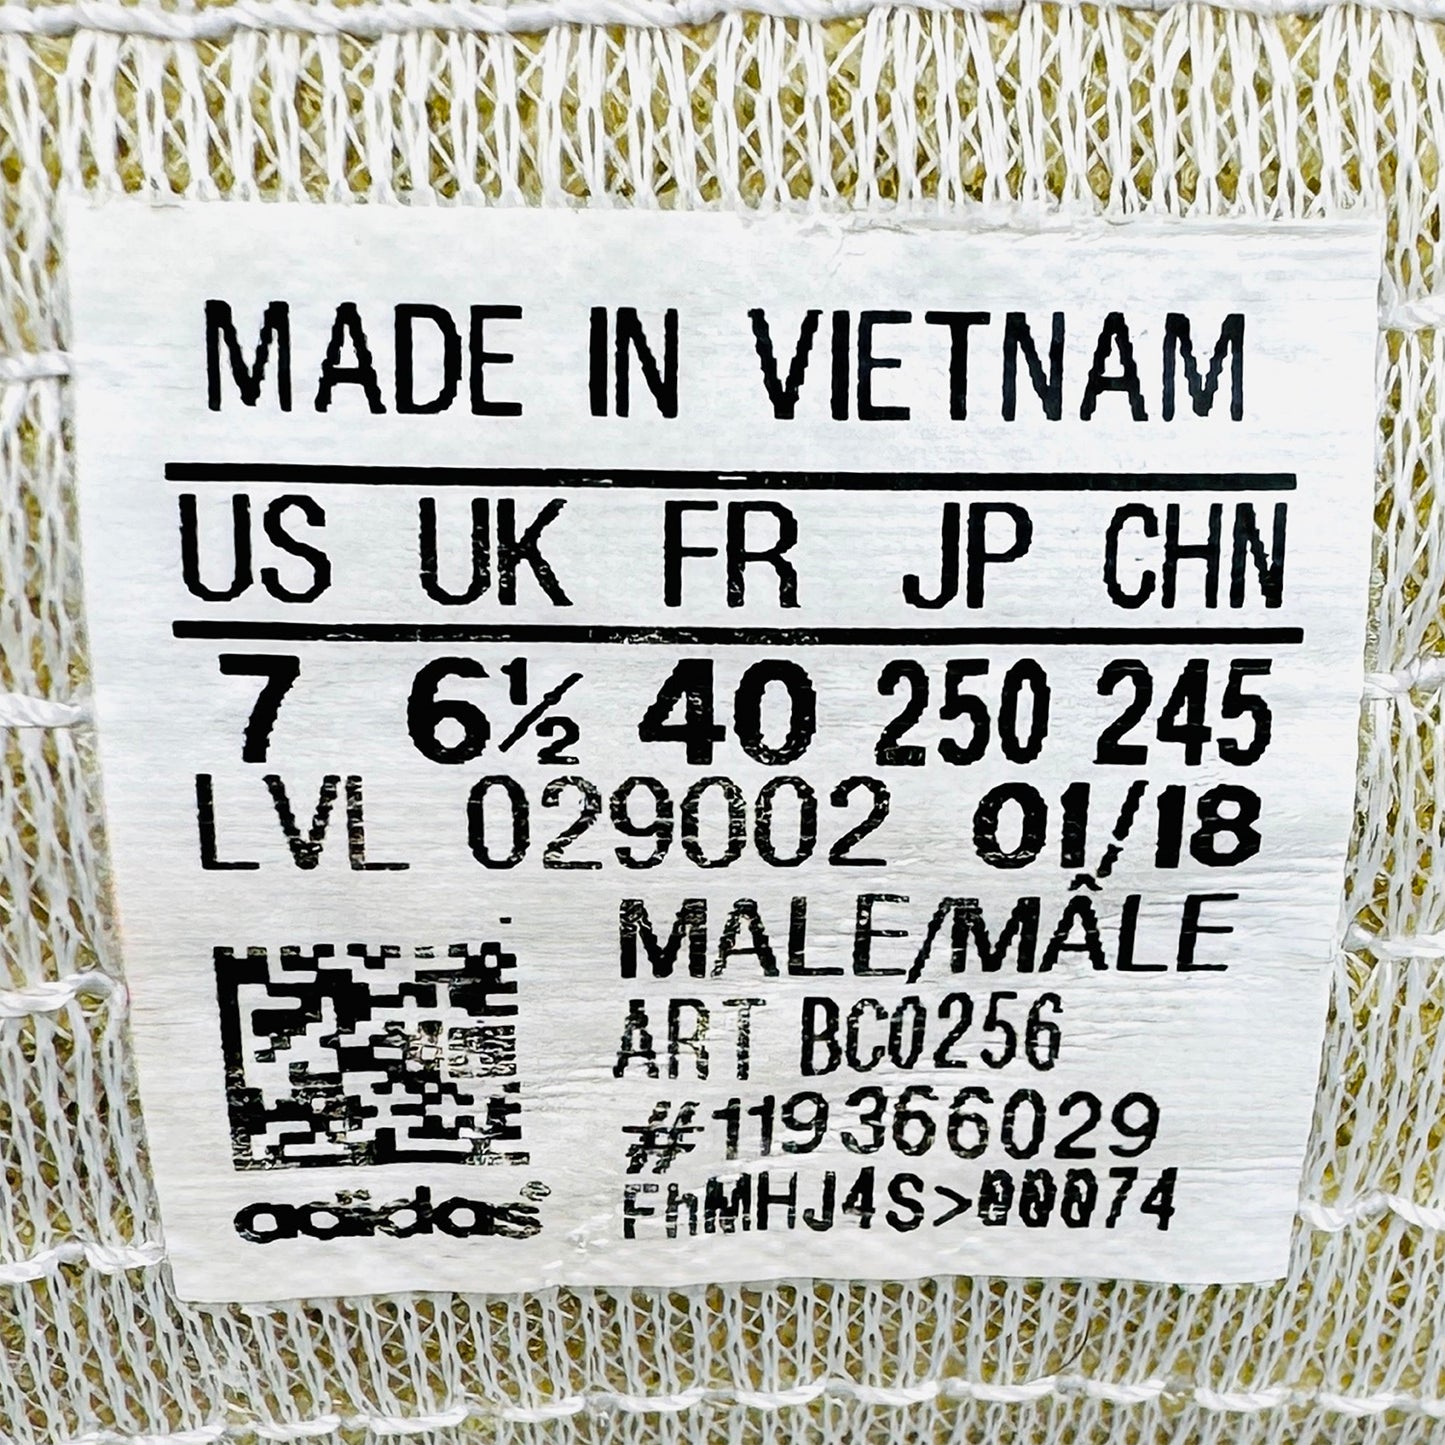 MADE IN VIETNAM
US UK FR JP CHN
7 6½ 40 250 245
LVL 029002 01/18
MALE/MÂLE
ART BC0256
#119366029
FhMHJ4S>00074
adidas®